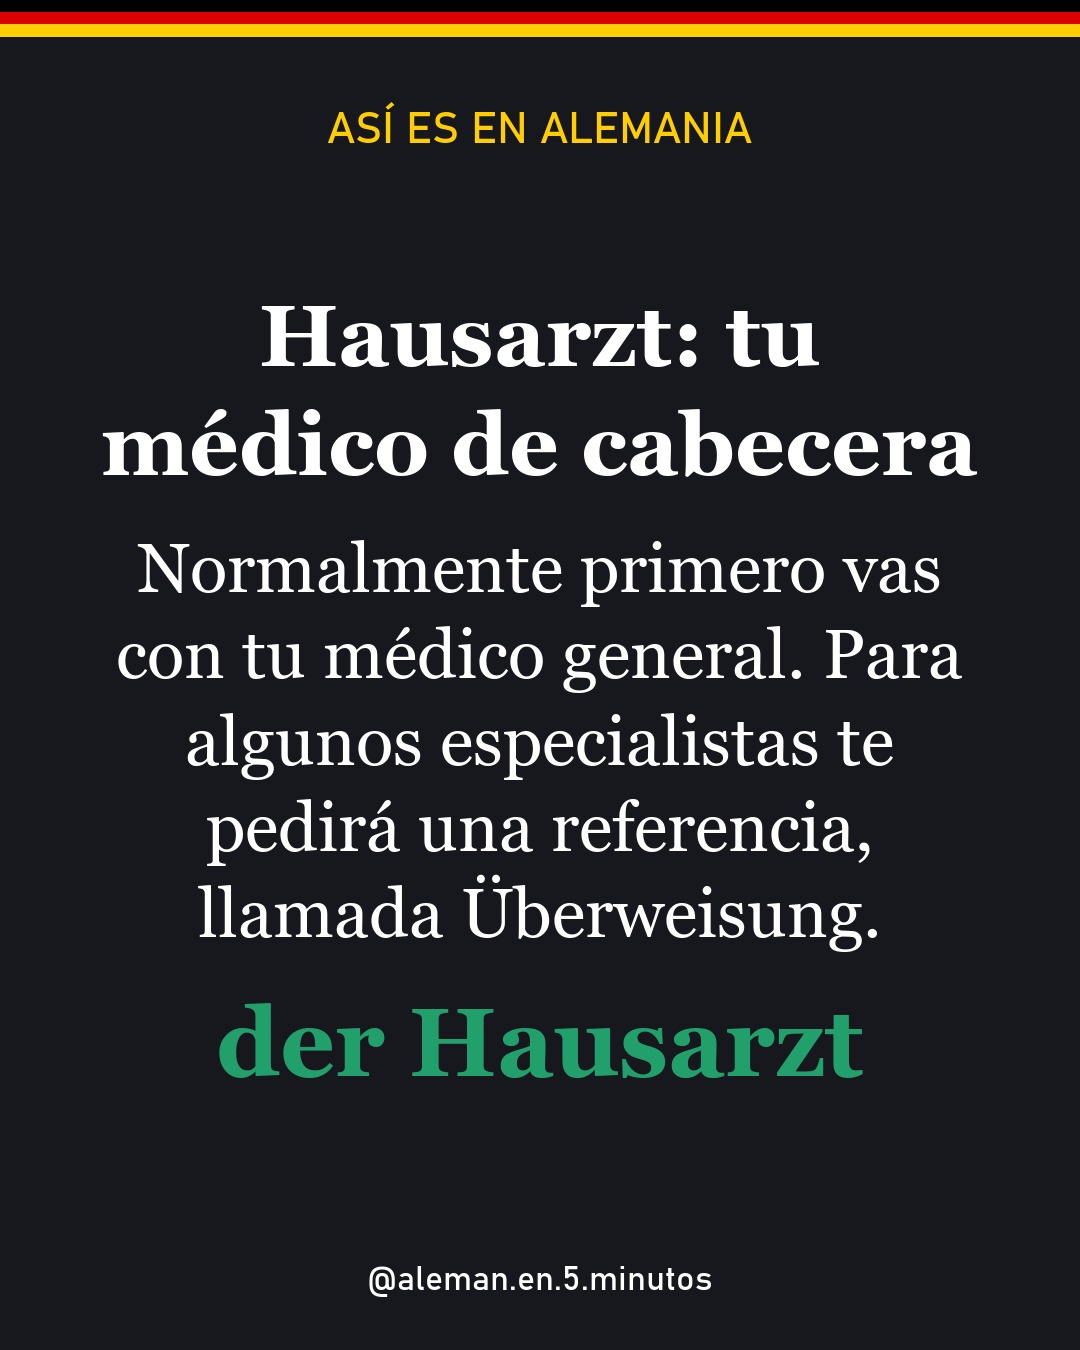 ASÍ ES EN ALEMANIA
Hausarzt: tu
médico de cabecera
Normalmente primero vas
con tu médico general. Para
algunos especialistas te
pedirá una referencia,
llamada Überweisung.
der Hausarzt
@aleman.en.5.minutos